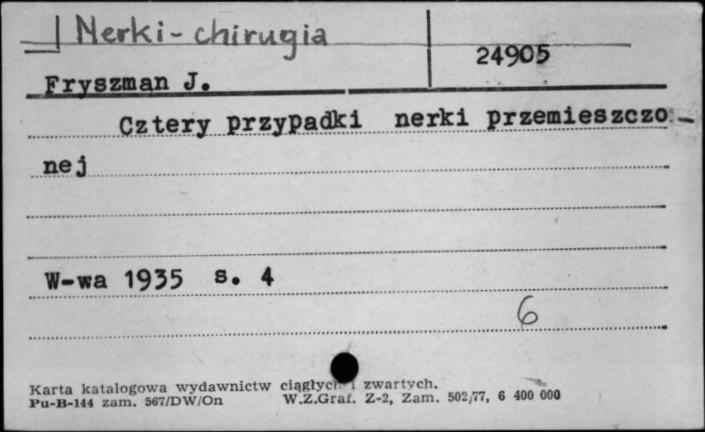 Nerki - chirugia
24905
Fryszman J.
Cztery przypadki nerki przemieszczo-
nej
W-wa 1935 s. 4
6
Karta katalogowa wydawnictw ciągłych i zwartych.
Pu-B-144 zam. 567/DW/On W.Z.Graf. Z-2, Zam. 502/77, 6 400 000